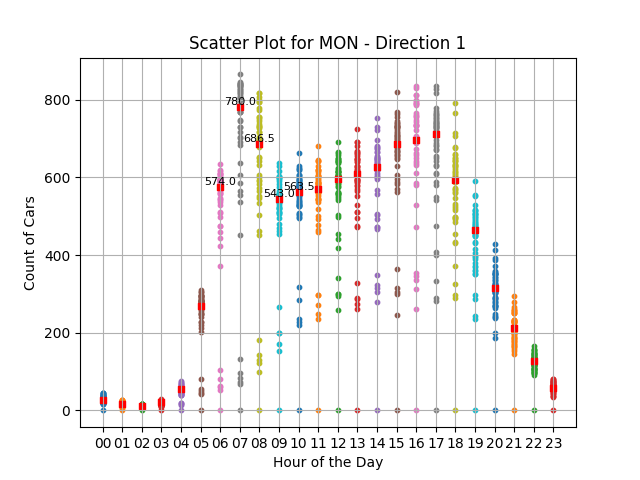 Scatter Plot for MON - Direction 1
Count of Cars
800
600
400
200
0
780.0
686.5
574.0
543.0
563.5
00 01 02 03 04 05 06 07 08 09 10 11 12 13 14 15 16 17 18 19 20 21 22 23
Hour of the Day